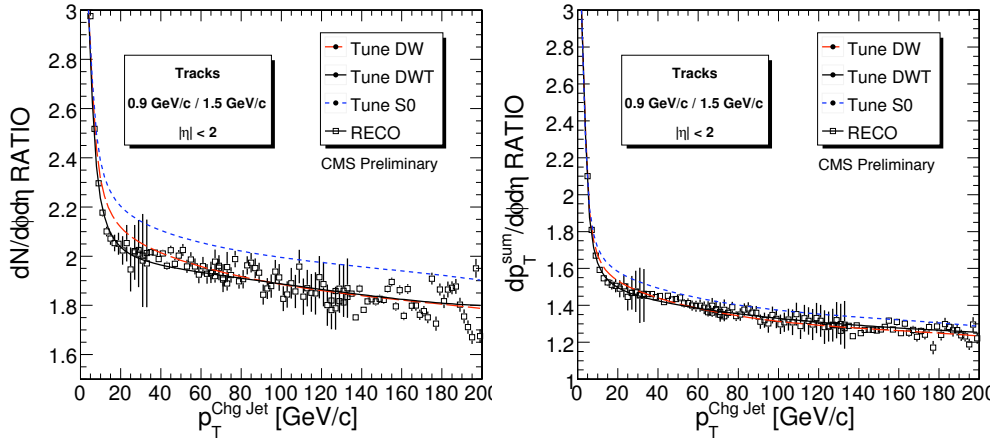 dN/dφdη RATIO
3
2.8
2.6
2.4
2.2
2
1.8
1.6
Tracks
0.9 GeV/c / 1.5 GeV/c
|η| < 2
Tune DW
Tune DWT
Tune S0
RECO
CMS Preliminary
0 20 40 60 80 100 120 140 160 180 200
p_T^Chg Jet [GeV/c]
dp_T^sum/dφdη RATIO
3
2.8
2.6
2.4
2.2
2
1.8
1.6
1.4
1.2
1
Tracks
0.9 GeV/c / 1.5 GeV/c
|η| < 2
Tune DW
Tune DWT
Tune S0
RECO
CMS Preliminary
0 20 40 60 80 100 120 140 160 180 200
p_T^Chg Jet [GeV/c]